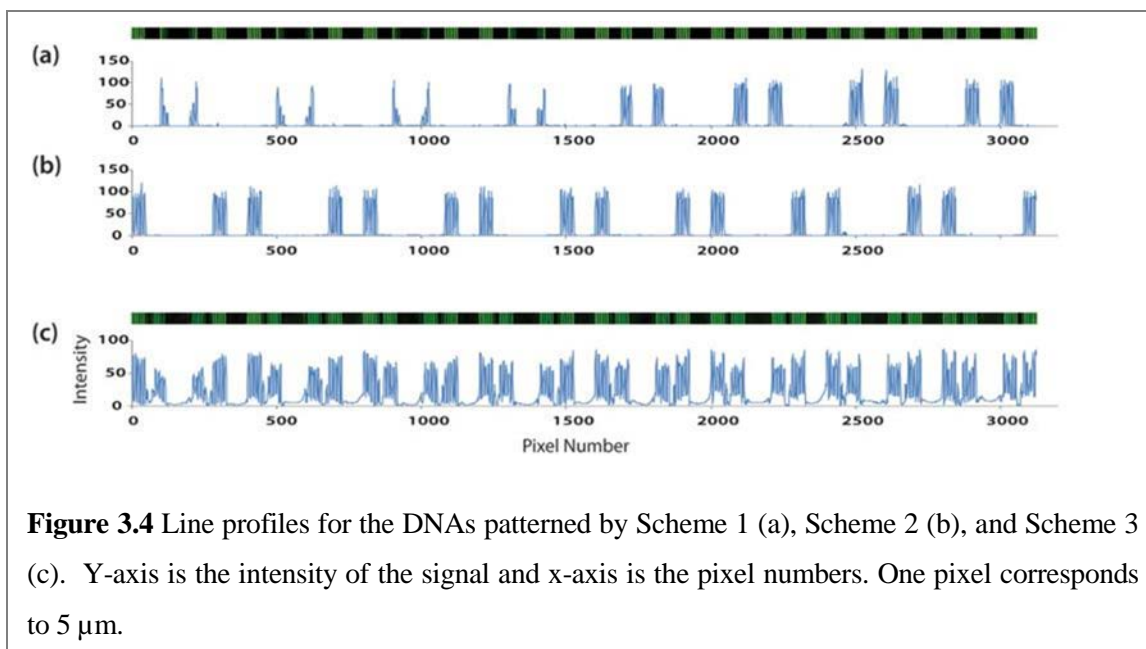 (a)
150
100
50
0
0 500 1000 1500 2000 2500 3000
(b)
150
100
50
0
0 500 1000 1500 2000 2500 3000
(c)
Intensity
100
50
0
0 500 1000 1500 2000 2500 3000
Pixel Number
Figure 3.4 Line profiles for the DNAs patterned by Scheme 1 (a), Scheme 2 (b), and Scheme 3
(c). Y-axis is the intensity of the signal and x-axis is the pixel numbers. One pixel corresponds
to 5 µm.